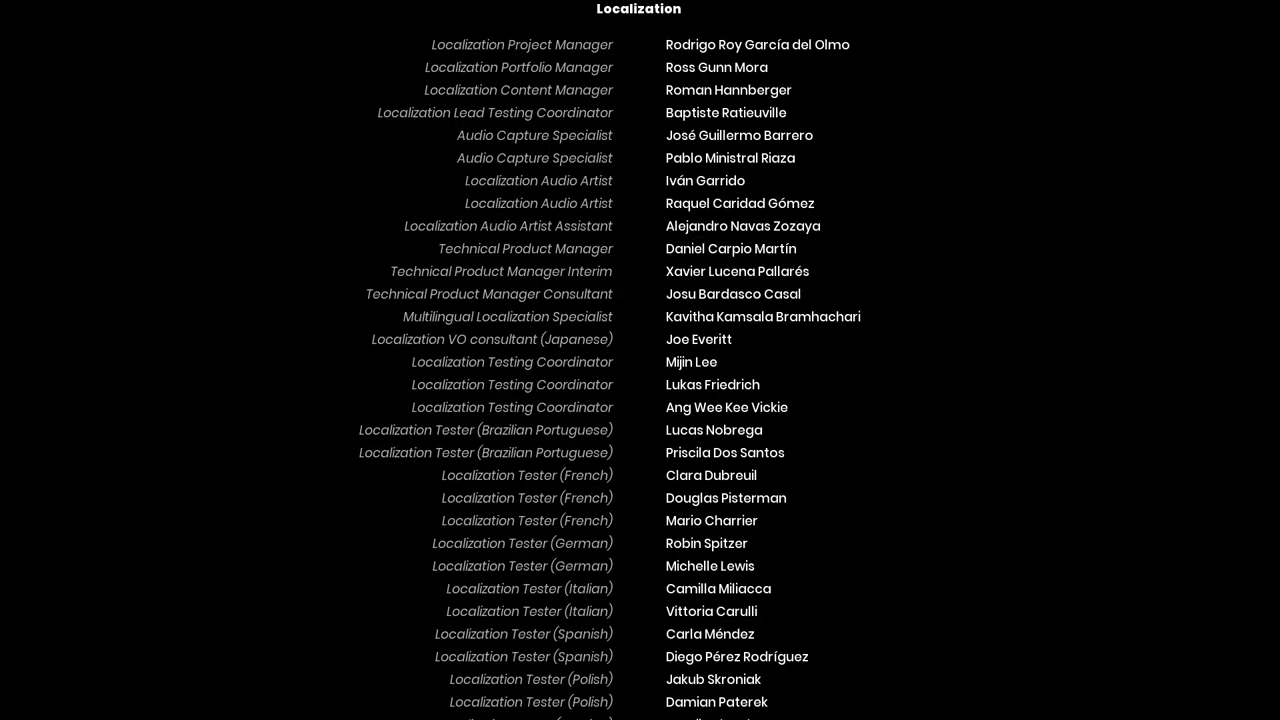 Localization
Localization Project Manager Rodrigo Roy García del Olmo
Localization Portfolio Manager Ross Gunn Mora
Localization Content Manager Roman Hannberger
Localization Lead Testing Coordinator Baptiste Ratieuville
Audio Capture Specialist José Guillermo Barrero
Audio Capture Specialist Pablo Ministral Riaza
Localization Audio Artist Iván Garrido
Localization Audio Artist Raquel Caridad Gómez
Localization Audio Artist Assistant Alejandro Navas Zozaya
Technical Product Manager Daniel Carpio Martín
Technical Product Manager Interim Xavier Lucena Pallarés
Technical Product Manager Consultant Josu Bardasco Casal
Multilingual Localization Specialist Kavitha Kamsala Bramhachari
Localization VO consultant (Japanese) Joe Everitt
Localization Testing Coordinator Mijin Lee
Localization Testing Coordinator Lukas Friedrich
Localization Testing Coordinator Ang Wee Kee Vickie
Localization Tester (Brazilian Portuguese) Lucas Nobrega
Localization Tester (Brazilian Portuguese) Priscila Dos Santos
Localization Tester (French) Clara Dubreuil
Localization Tester (French) Douglas Pisterman
Localization Tester (French) Mario Charrier
Localization Tester (German) Robin Spitzer
Localization Tester (German) Michelle Lewis
Localization Tester (Italian) Camilla Miliacca
Localization Tester (Italian) Vittoria Carulli
Localization Tester (Spanish) Carla Méndez
Localization Tester (Spanish) Diego Pérez Rodríguez
Localization Tester (Polish) Jakub Skroniak
Localization Tester (Polish) Damian Paterek